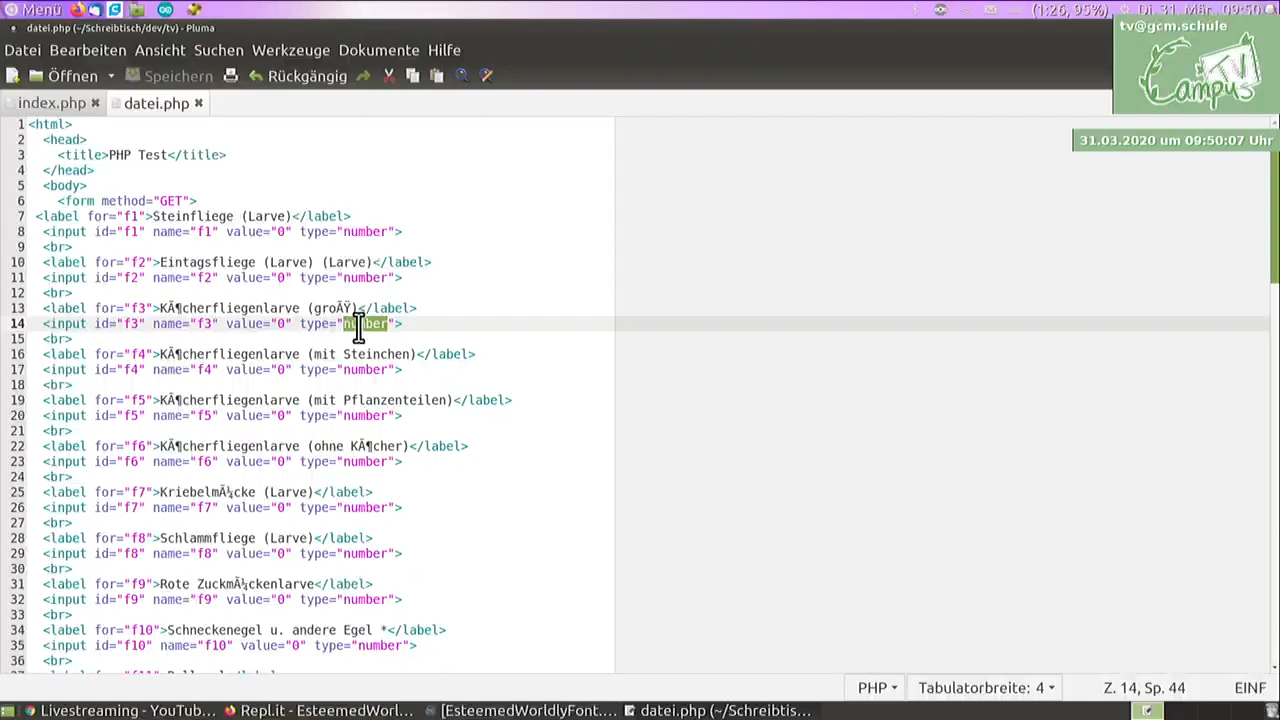 Menü
(1:26, 95%)
Di 31. Mär, 09:50
datei.php (~/Schreibtisch/dev/tv) - Pluma
tv@gcm.schule
Datei Bearbeiten Ansicht Suchen Werkzeuge Dokumente Hilfe
Öffnen Speichern Rückgängig
Campus TV
index.php datei.php
31.03.2020 um 09:50:07 Uhr
1 <html>
2 <head>
3 <title>PHP Test</title>
4 </head>
5 <body>
6 <form method="GET">
7 <label for="f1">Steinfliege (Larve)</label>
8 <input id="f1" name="f1" value="0" type="number">
9 <br>
10 <label for="f2">Eintagsfliege (Larve) (Larve)</label>
11 <input id="f2" name="f2" value="0" type="number">
12 <br>
13 <label for="f3">KÃ¶cherfliegenlarve (groÃŸ)</label>
14 <input id="f3" name="f3" value="0" type="number">
15 <br>
16 <label for="f4">KÃ¶cherfliegenlarve (mit Steinchen)</label>
17 <input id="f4" name="f4" value="0" type="number">
18 <br>
19 <label for="f5">KÃ¶cherfliegenlarve (mit Pflanzenteilen)</label>
20 <input id="f5" name="f5" value="0" type="number">
21 <br>
22 <label for="f6">KÃ¶cherfliegenlarve (ohne KÃ¶cher)</label>
23 <input id="f6" name="f6" value="0" type="number">
24 <br>
25 <label for="f7">KriebelmÃ¼cke (Larve)</label>
26 <input id="f7" name="f7" value="0" type="number">
27 <br>
28 <label for="f8">Schlammfliege (Larve)</label>
29 <input id="f8" name="f8" value="0" type="number">
30 <br>
31 <label for="f9">Rote ZuckmÃ¼ckenlarve</label>
32 <input id="f9" name="f9" value="0" type="number">
33 <br>
34 <label for="f10">Schneckenegel u. andere Egel *</label>
35 <input id="f10" name="f10" value="0" type="number">
36 <br>
PHP Tabulatorbreite: 4 Z. 14, Sp. 44 EINF
Livestreaming - YouTub... Repl.it - EsteemedWorl... [EsteemedWorldlyFont.... datei.php (~/Schreibtis...